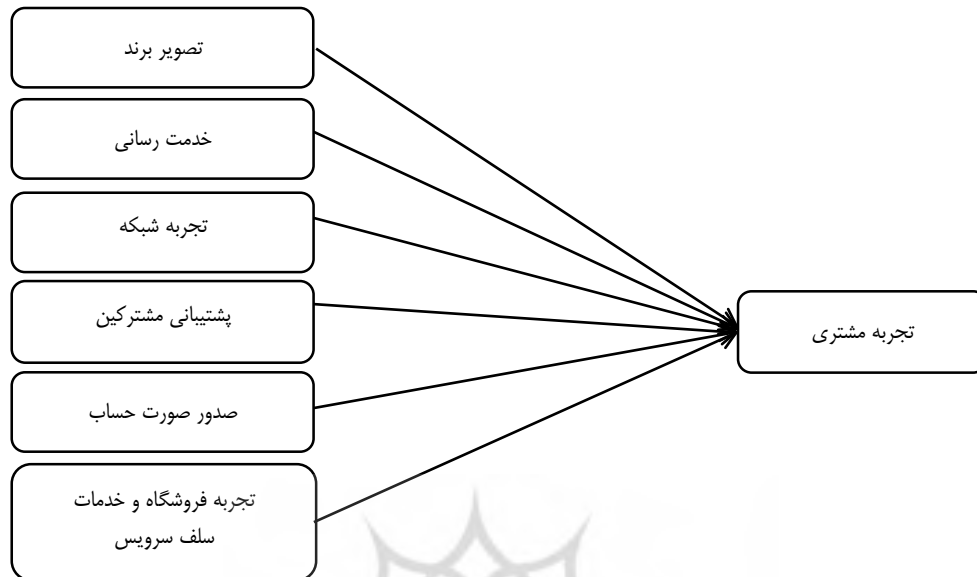 تصویر برند
خدمت رسانی
تجربه شبکه
پشتیبانی مشترکین
صدور صورت حساب
تجربه فروشگاه و خدمات
سلف سرویس
تجربه مشتری